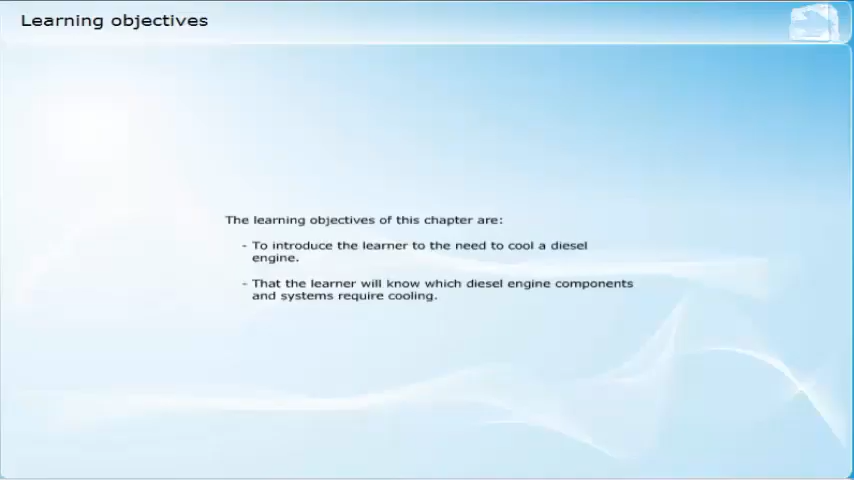 Learning objectives
The learning objectives of this chapter are:
- To introduce the learner to the need to cool a diesel
engine.
- That the learner will know which diesel engine components
and systems require cooling.